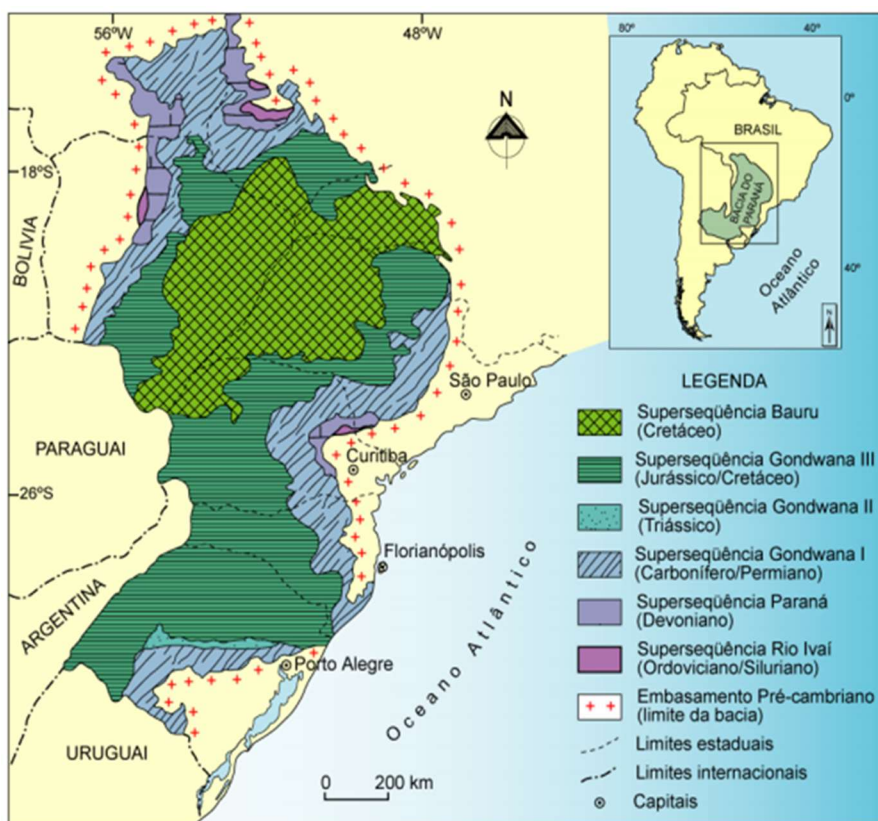 56ºW
48ºW
80º
40º
N
0º
BRASIL
BACIA DO
PARANÁ
18ºS
BOLIVIA
Oceano
Atlântico
40º
N
São Paulo
LEGENDA
Superseqüência Bauru
(Cretáceo)
PARAGUAI
Curitiba
Superseqüência Gondwana III
(Jurássico/Cretáceo)
26ºS
Superseqüência Gondwana II
(Triássico)
Florianópolis
Superseqüência Gondwana I
(Carbonífero/Permiano)
ARGENTINA
Oceano Atlântico
Superseqüência Paraná
(Devoniano)
Porto Alegre
Superseqüência Rio Ivaí
(Ordoviciano/Siluriano)
Embasamento Pré-cambriano
(limite da bacia)
URUGUAI
Limites estaduais
0 200 km
Limites internacionais
Capitais